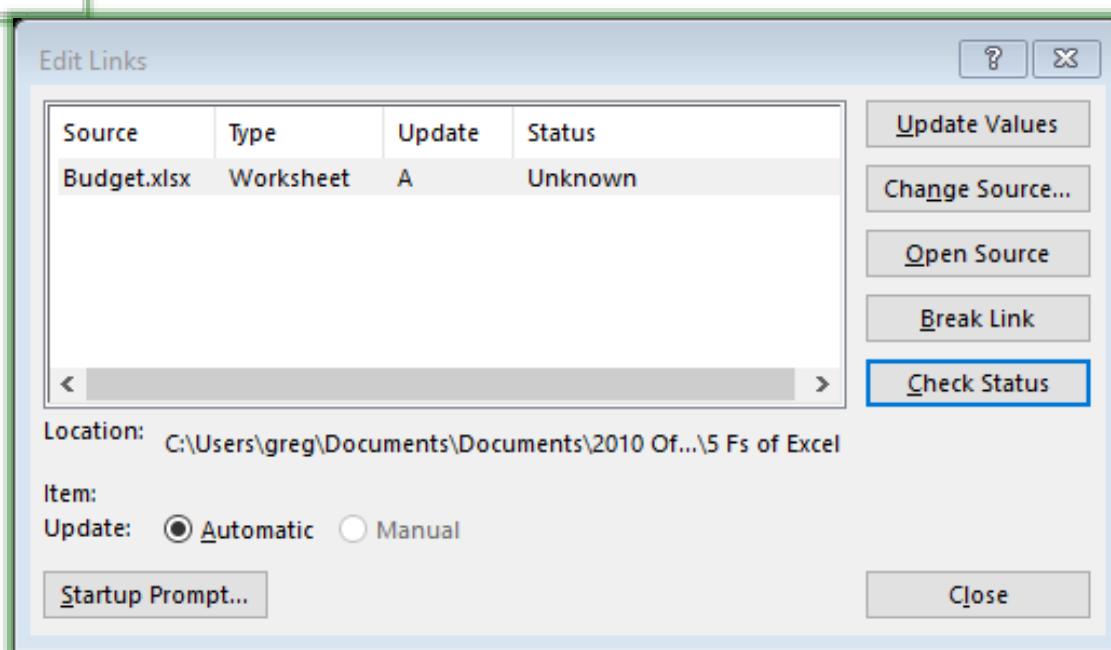 Edit Links
Source Type Update Status
Budget.xlsx Worksheet A Unknown
Update Values
Change Source...
Open Source
Break Link
Check Status
Location: C:\Users\greg\Documents\Documents\2010 Of...\5 Fs of Excel
Item:
Update: Automatic Manual
Startup Prompt... Close